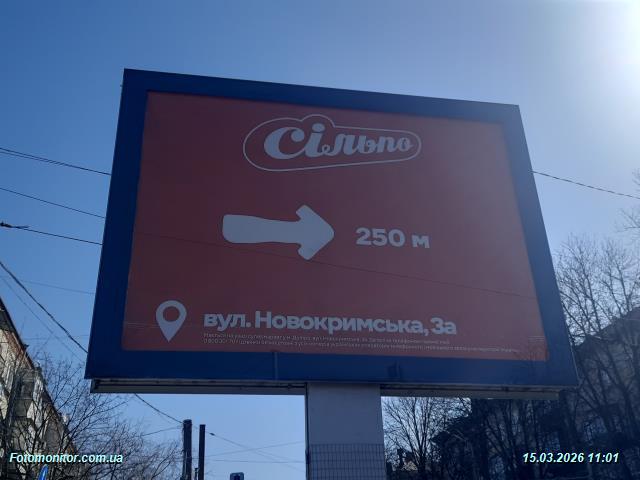 Сільпо
250 м
вул. Новокримська, 3а
Fotomonitor.com.ua
15.03.2026 11:01